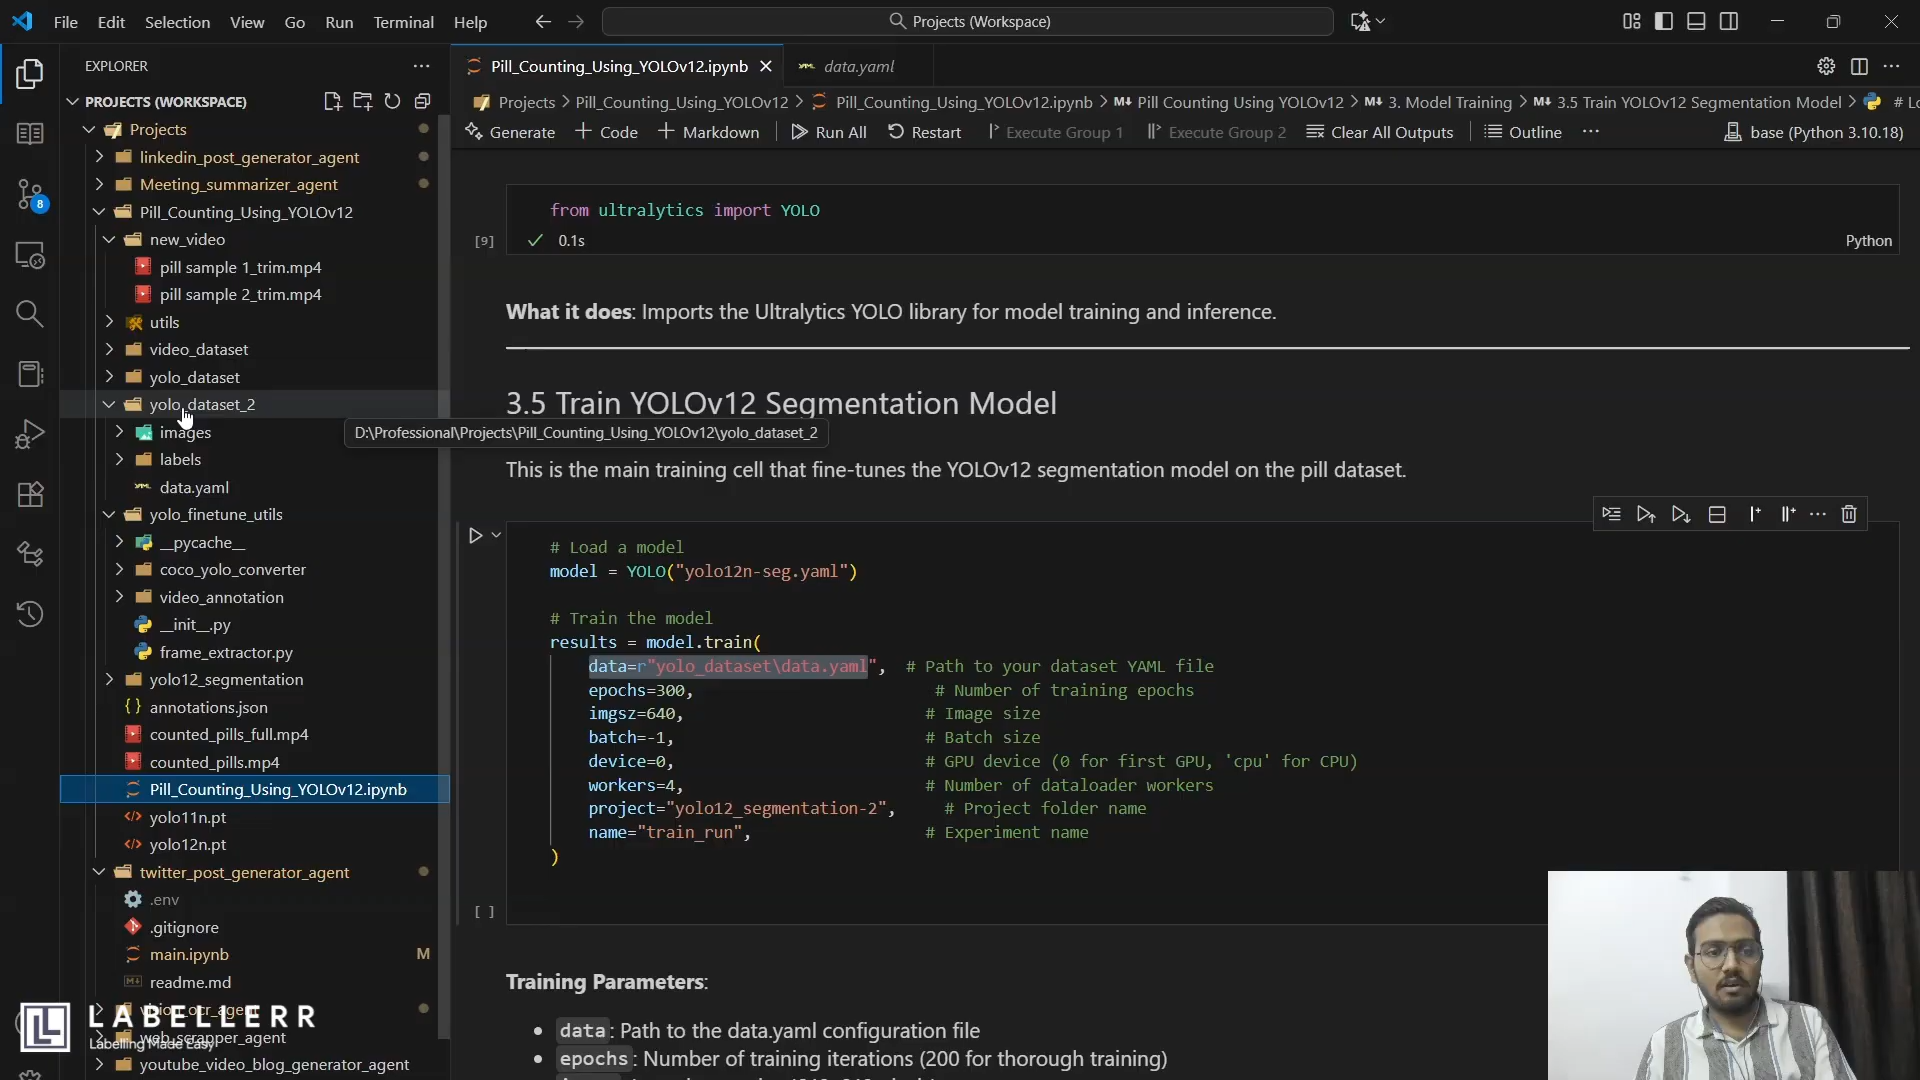 File Edit Selection View Go Run Terminal Help
Projects (Workspace)
EXPLORER
PROJECTS (WORKSPACE)
Projects
linkedin_post_generator_agent
Meeting_summarizer_agent
Pill_Counting_Using_YOLOv12
new_video
pill sample 1_trim.mp4
pill sample 2_trim.mp4
utils
video_dataset
yolo_dataset
yolo_dataset_2
images
labels
data.yaml
yolo_finetune_utils
__pycache__
coco_yolo_converter
video_annotation
__init__.py
frame_extractor.py
yolo12_segmentation
annotations.json
counted_pills_full.mp4
counted_pills.mp4
Pill_Counting_Using_YOLOv12.ipynb
yolo11n.pt
yolo12n.pt
twitter_post_generator_agent
.env
.gitignore
main.ipynb M
readme.md
vision_ocr_agent
web_scrapper_agent
youtube_video_blog_generator_agent
8
LABELLERR
Labelling Made Easy
Pill_Counting_Using_YOLOv12.ipynb data.yaml
Projects > Pill_Counting_Using_YOLOv12 > Pill_Counting_Using_YOLOv12.ipynb > M↓ Pill Counting Using YOLOv12 > M↓ 3. Model Training > M↓ 3.5 Train YOLOv12 Segmentation Model > # Lo
Generate + Code + Markdown Run All Restart Execute Group 1 Execute Group 2 Clear All Outputs Outline ... base (Python 3.10.18)
from ultralytics import YOLO
[9] 0.1s Python
What it does: Imports the Ultralytics YOLO library for model training and inference.
3.5 Train YOLOv12 Segmentation Model
D:\Professional\Projects\Pill_Counting_Using_YOLOv12\yolo_dataset_2
This is the main training cell that fine-tunes the YOLOv12 segmentation model on the pill dataset.
# Load a model
model = YOLO("yolo12n-seg.yaml")
# Train the model
results = model.train(
data=r"yolo_dataset\data.yaml", # Path to your dataset YAML file
epochs=300, # Number of training epochs
imgsz=640, # Image size
batch=-1, # Batch size
device=0, # GPU device (0 for first GPU, 'cpu' for CPU)
workers=4, # Number of dataloader workers
project="yolo12_segmentation-2", # Project folder name
name="train_run", # Experiment name
)
[ ]
Training Parameters:
• data: Path to the data.yaml configuration file
• epochs: Number of training iterations (200 for thorough training)